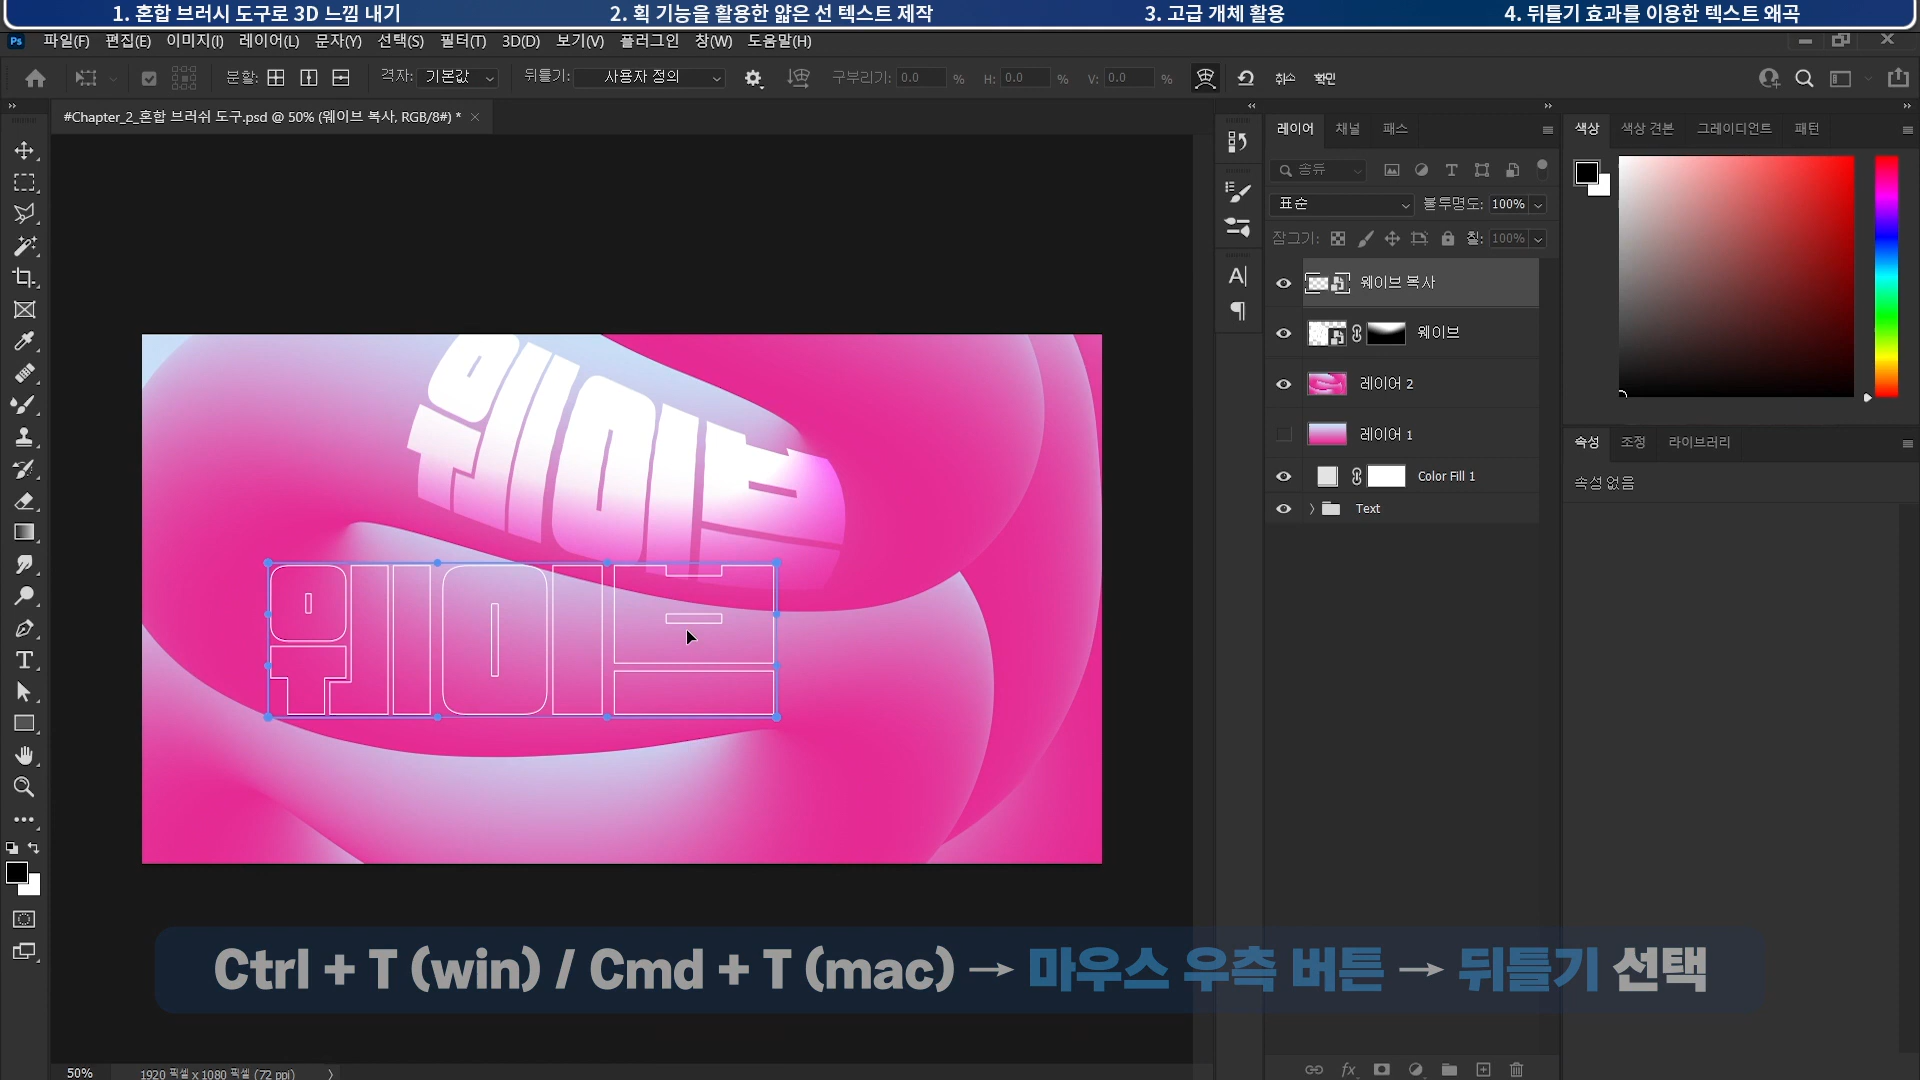 1. 혼합 브러시 도구로 3D 느낌 내기 2. 획 기능을 활용한 얇은 선 텍스트 제작 3. 고급 개체 활용 4. 뒤틀기 효과를 이용한 텍스트 왜곡
Ps 파일(F) 편집(E) 이미지(I) 레이어(L) 문자(Y) 선택(S) 필터(T) 3D(D) 보기(V) 플러그인 창(W) 도움말(H)
분할: 격자: 기본값 뒤틀기: 사용자 정의 구부리기: 0.0 % H: 0.0 % V: 0.0 % 취소 확인
#Chapter_2_혼합 브러쉬 도구.psd @ 50% (웨이브 복사, RGB/8#) *
레이어 채널 패스
색상 색상 견본 그레이디언트 패턴
종류
표준 불투명도: 100%
잠그기: 칠: 100%
웨이브 복사
웨이브
레이어 2
레이어 1
Color Fill 1
Text
속성 조정 라이브러리
속성 없음
웨이브
웨이브
Ctrl + T (win) / Cmd + T (mac) → 마우스 우측 버튼 → 뒤틀기 선택
50% 1920 픽셀 x 1080 픽셀 (72 ppi)